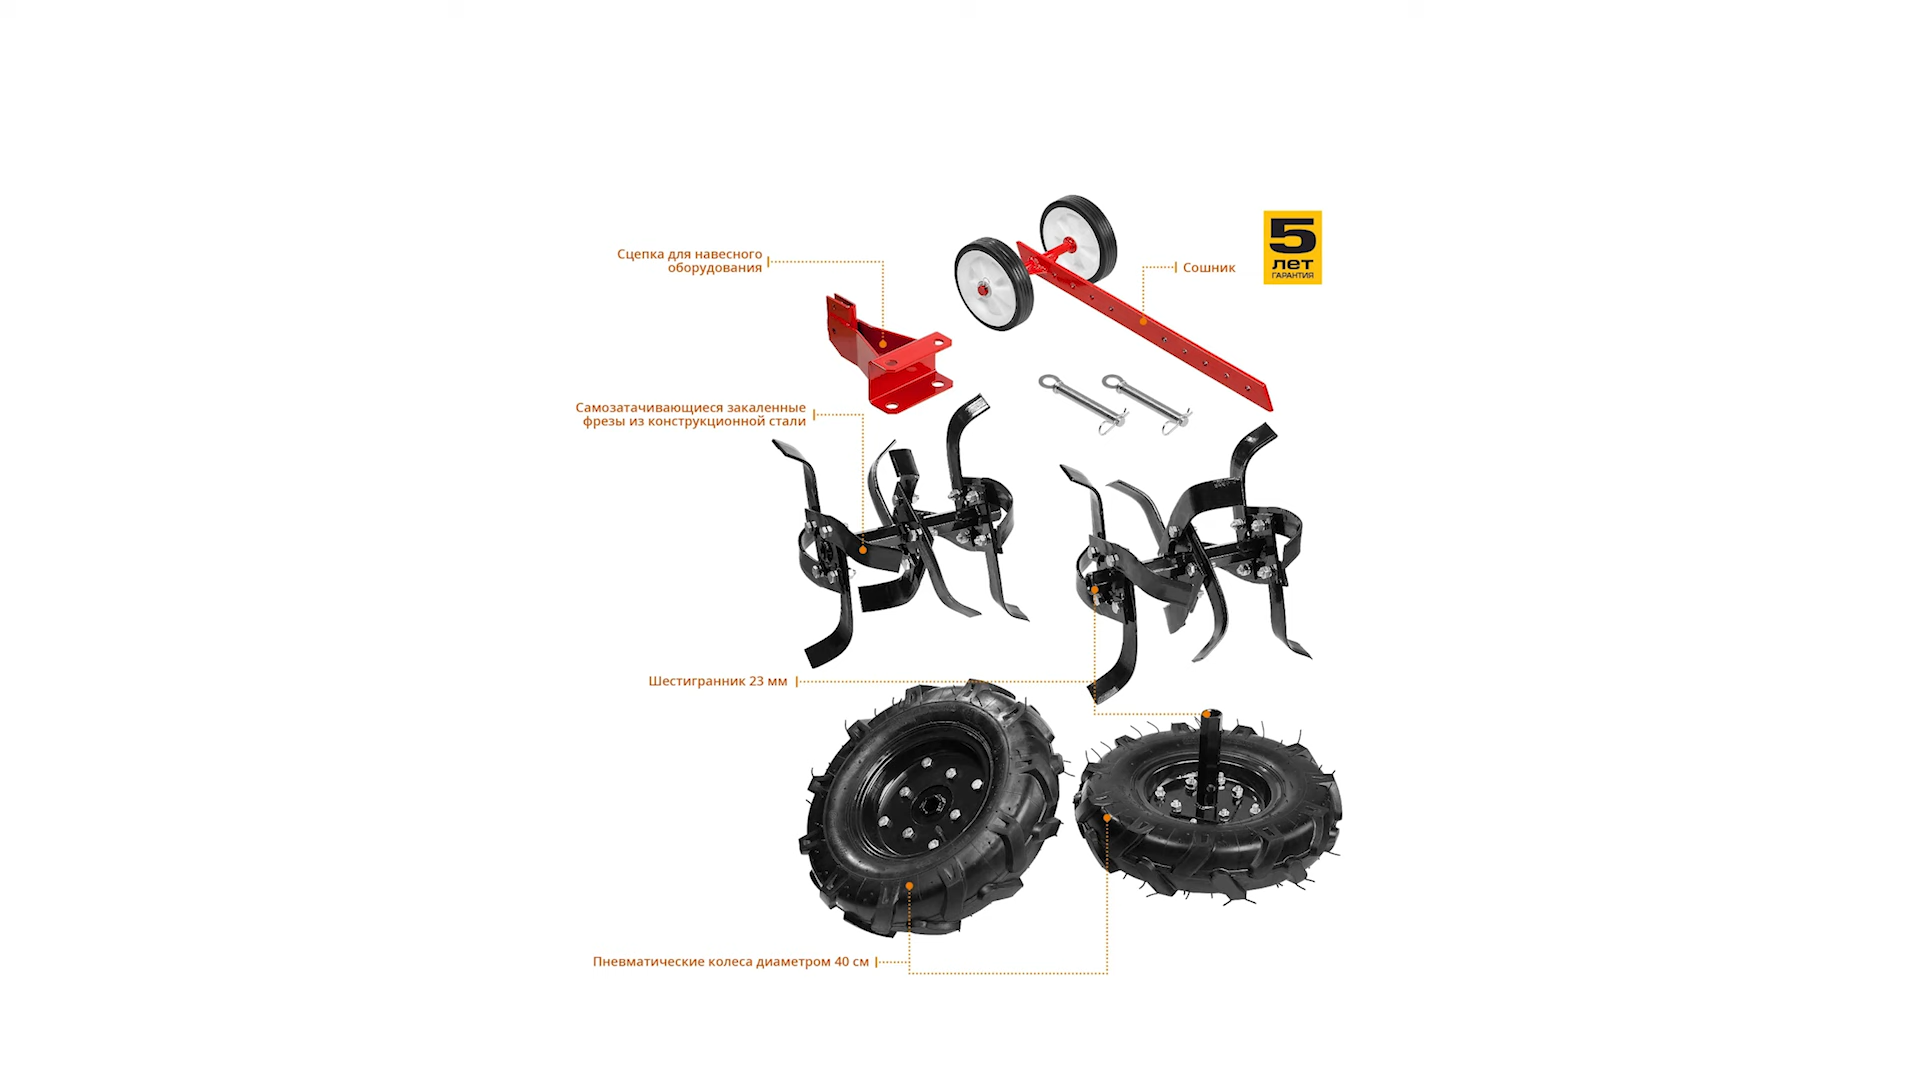 Сцепка для навесного
оборудования
Сошник
5
лет
ГАРАНТИЯ
Самозатачивающиеся закаленные
фрезы из конструкционной стали
Шестигранник 23 мм
Пневматические колеса диаметром 40 см